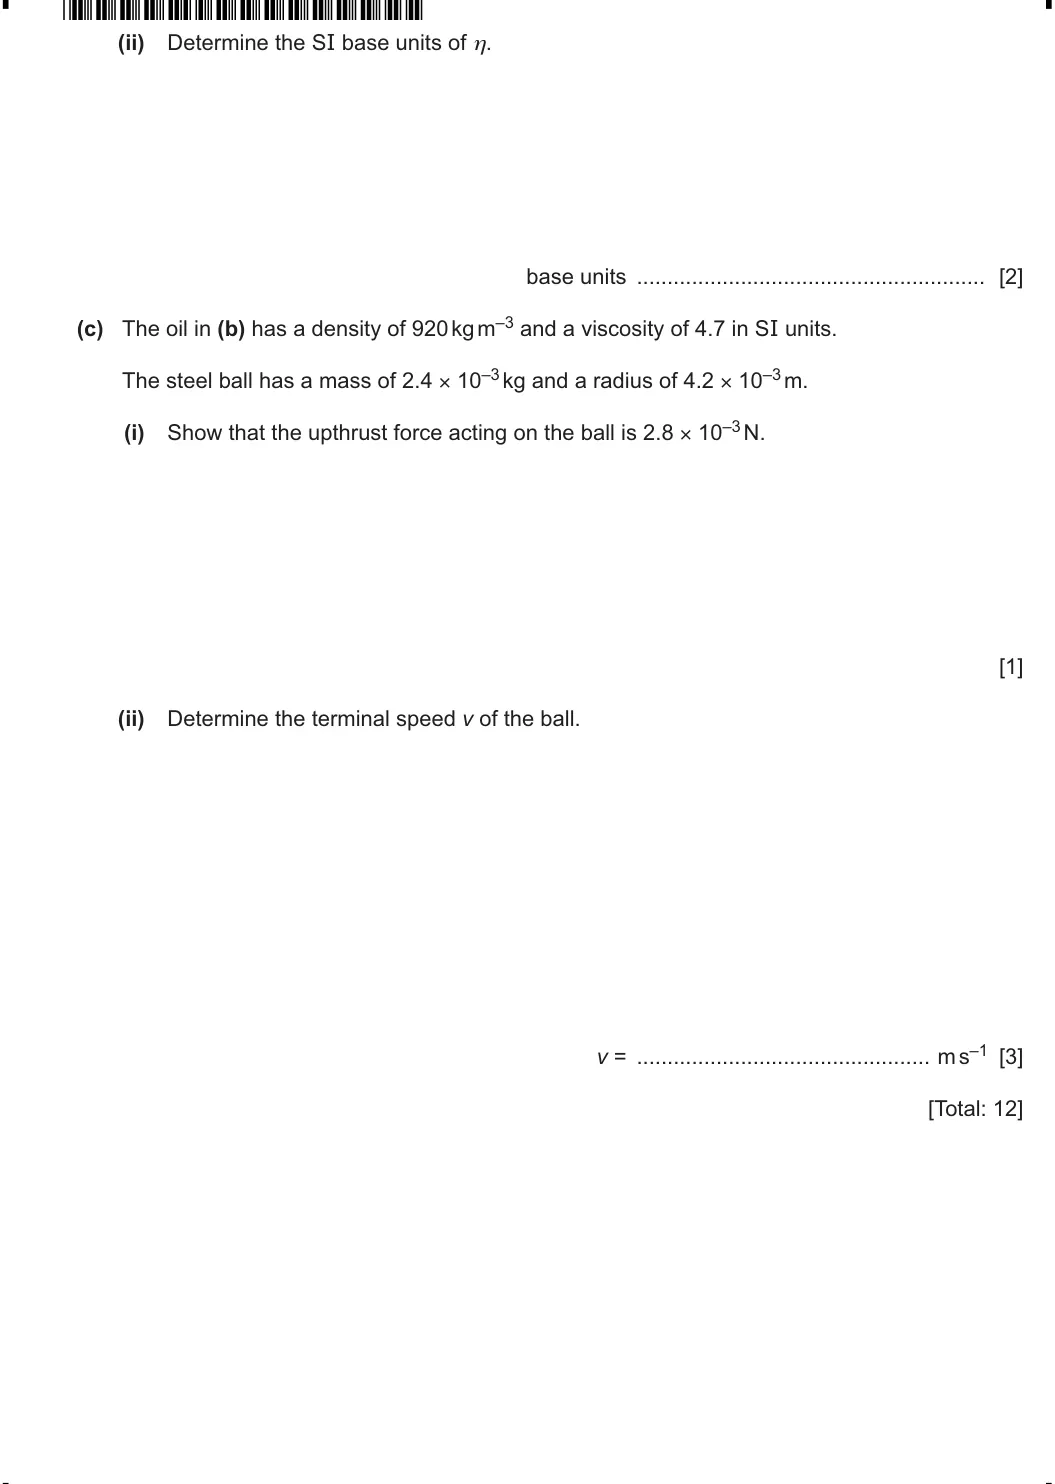 (ii) Determine the SI base units of η.
base units .......................................................... [2]
(c) The oil in (b) has a density of 920 kg m⁻³ and a viscosity of 4.7 in SI units.
The steel ball has a mass of 2.4 × 10⁻³ kg and a radius of 4.2 × 10⁻³ m.
(i) Show that the upthrust force acting on the ball is 2.8 × 10⁻³ N.
[1]
(ii) Determine the terminal speed v of the ball.
v = ................................................. m s⁻¹ [3]
[Total: 12]